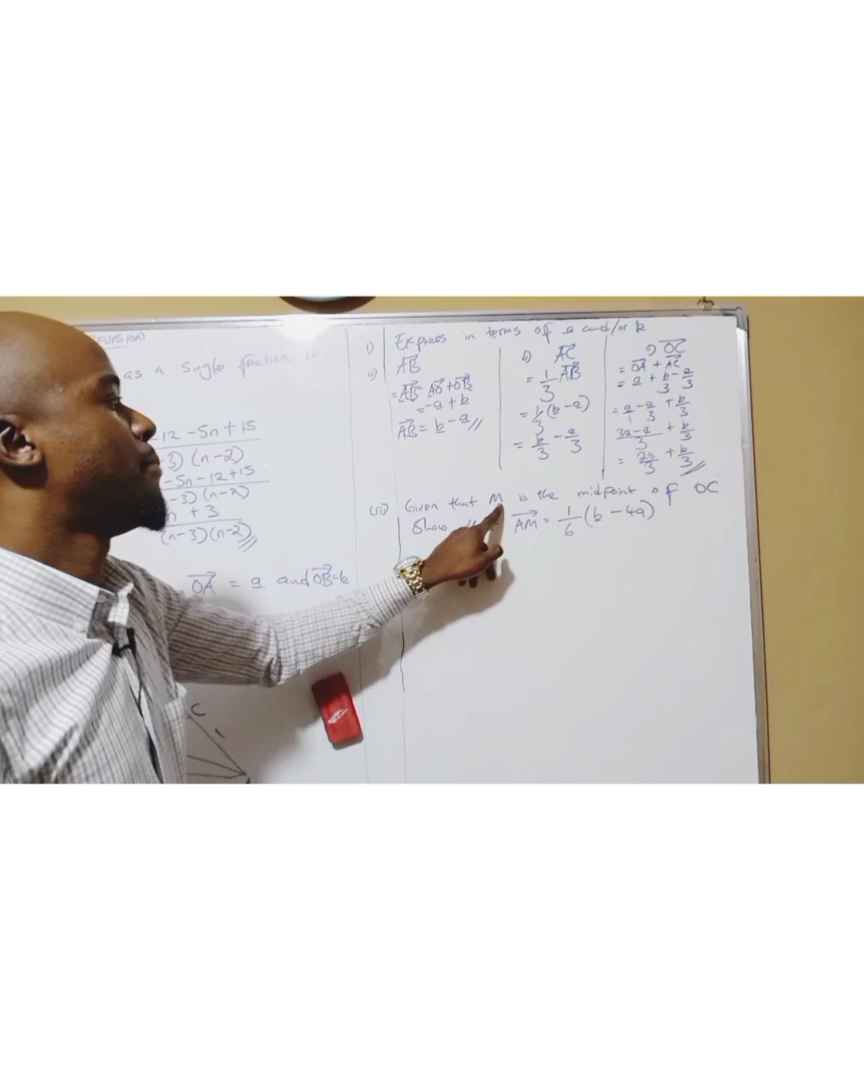 as a single fraction in
-12 -5n +15
3) (n-2)
-5n-12+15
-3) (n-2)
n + 3
(n-3)(n-2)//
OA = a and OB=b
C
1
1) Express in terms of a and/or b
AB
= AB= AO+OB
= -a + b
AB = b - a //
b) AC
= 1/3 AB
= 1/3 (b - a)
= b/3 - a/3
c) OC
= OA + AC
= a + b/3 - a/3
= a/1 - a/3 + b/3
3a-a/3 + b/3
= 2a/3 + b/3 //
(ii) Given that M is the midpoint of OC
Show AM = 1/6 (b - 4a)